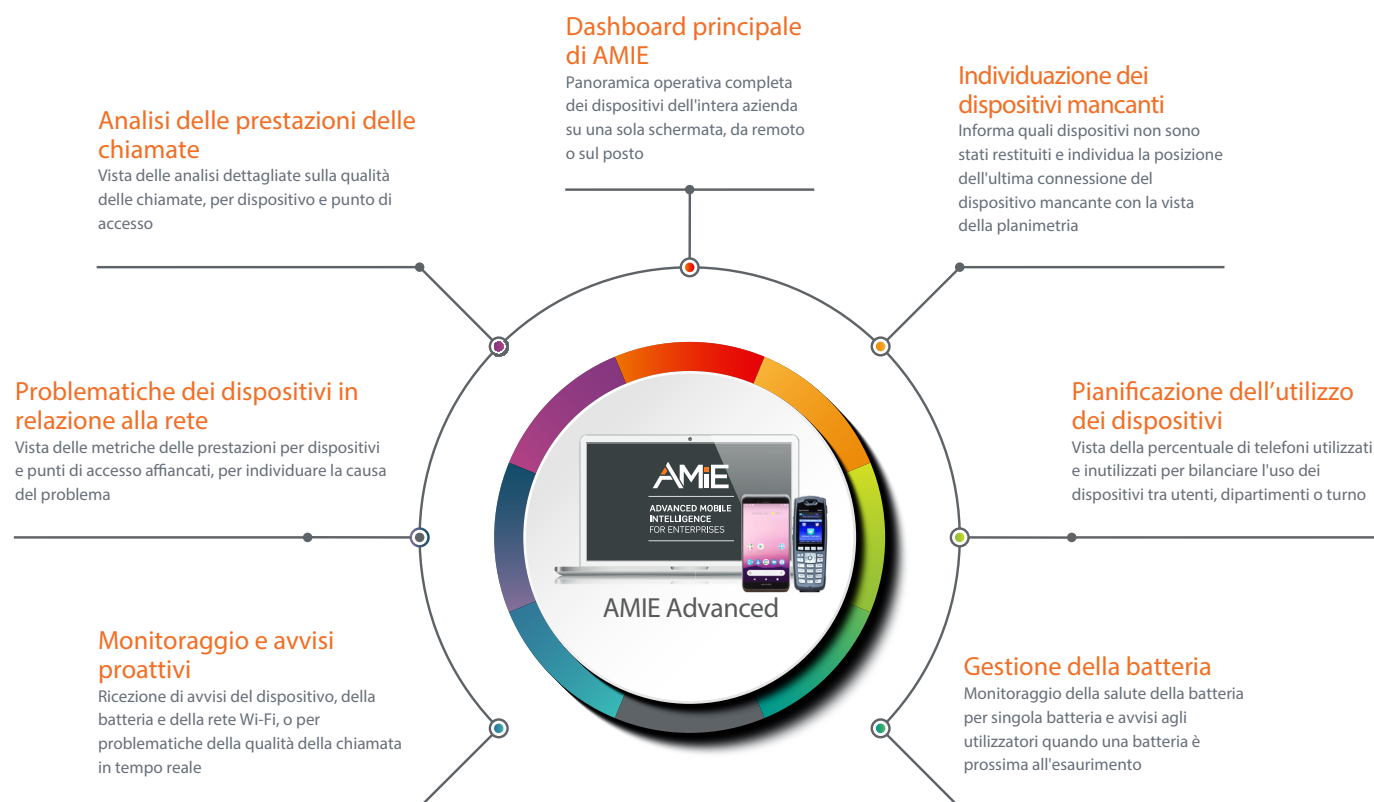 Dashboard principale
di AMIE
Panoramica operativa completa
dei dispositivi dell'intera azienda
su una sola schermata, da remoto
o sul posto
Individuazione dei
dispositivi mancanti
Informa quali dispositivi non sono
stati restituiti e individua la posizione
dell'ultima connessione del
dispositivo mancante con la vista
della planimetria
Analisi delle prestazioni delle
chiamate
Vista delle analisi dettagliate sulla qualità
delle chiamate, per dispositivo e punto di
accesso
Problematiche dei dispositivi in
relazione alla rete
Vista delle metriche delle prestazioni per dispositivi
e punti di accesso affiancati, per individuare la causa
del problema
Pianificazione dell'utilizzo
dei dispositivi
Vista della percentuale di telefoni utilizzati
e inutilizzati per bilanciare l'uso dei
dispositivi tra utenti, dipartimenti o turno
AMiE
ADVANCED MOBILE
INTELLIGENCE
FOR ENTERPRISES
AMIE Advanced
Monitoraggio e avvisi
proattivi
Ricezione di avvisi del dispositivo, della
batteria e della rete Wi-Fi, o per
problematiche della qualità della chiamata
in tempo reale
Gestione della batteria
Monitoraggio della salute della batteria
per singola batteria e avvisi agli
utilizzatori quando una batteria è
prossima all'esaurimento